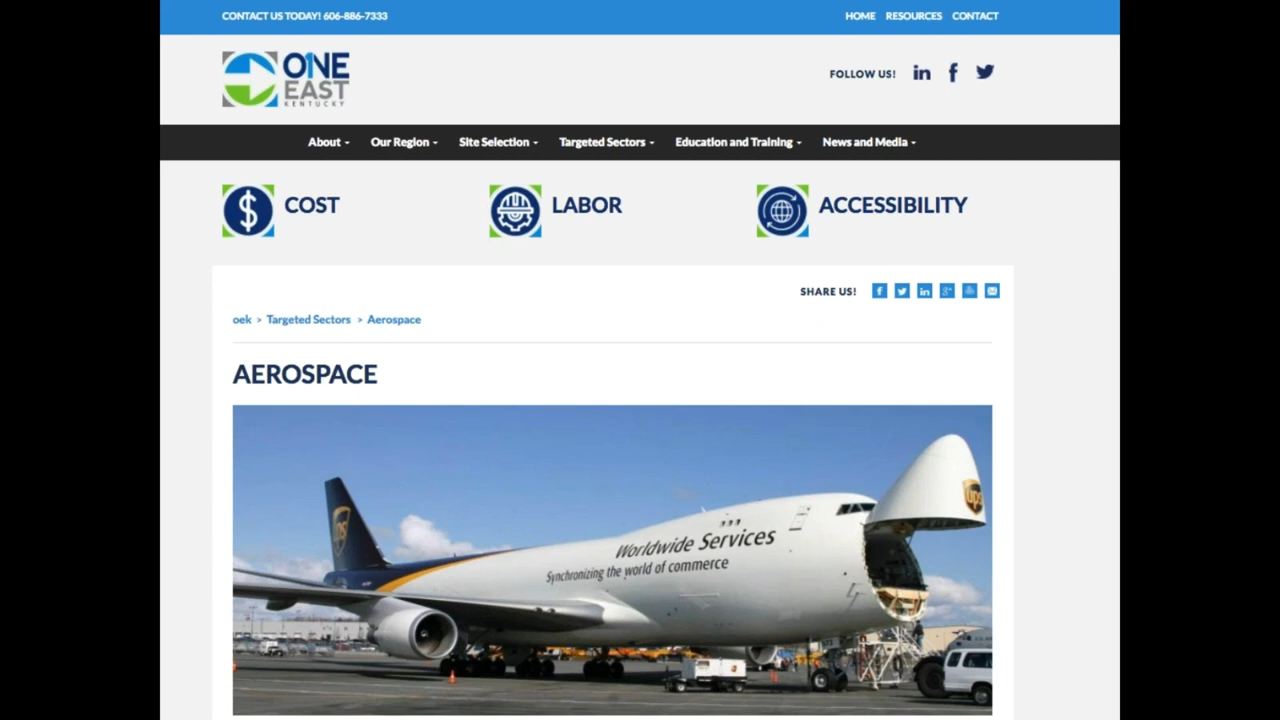 CONTACT US TODAY! 606-886-7333
HOME RESOURCES CONTACT
ONE
EAST
KENTUCKY
FOLLOW US!
About Our Region Site Selection Targeted Sectors Education and Training News and Media
COST LABOR ACCESSIBILITY
SHARE US!
oek > Targeted Sectors > Aerospace
AEROSPACE
ups
Worldwide Services
Synchronizing the world of commerce
ups